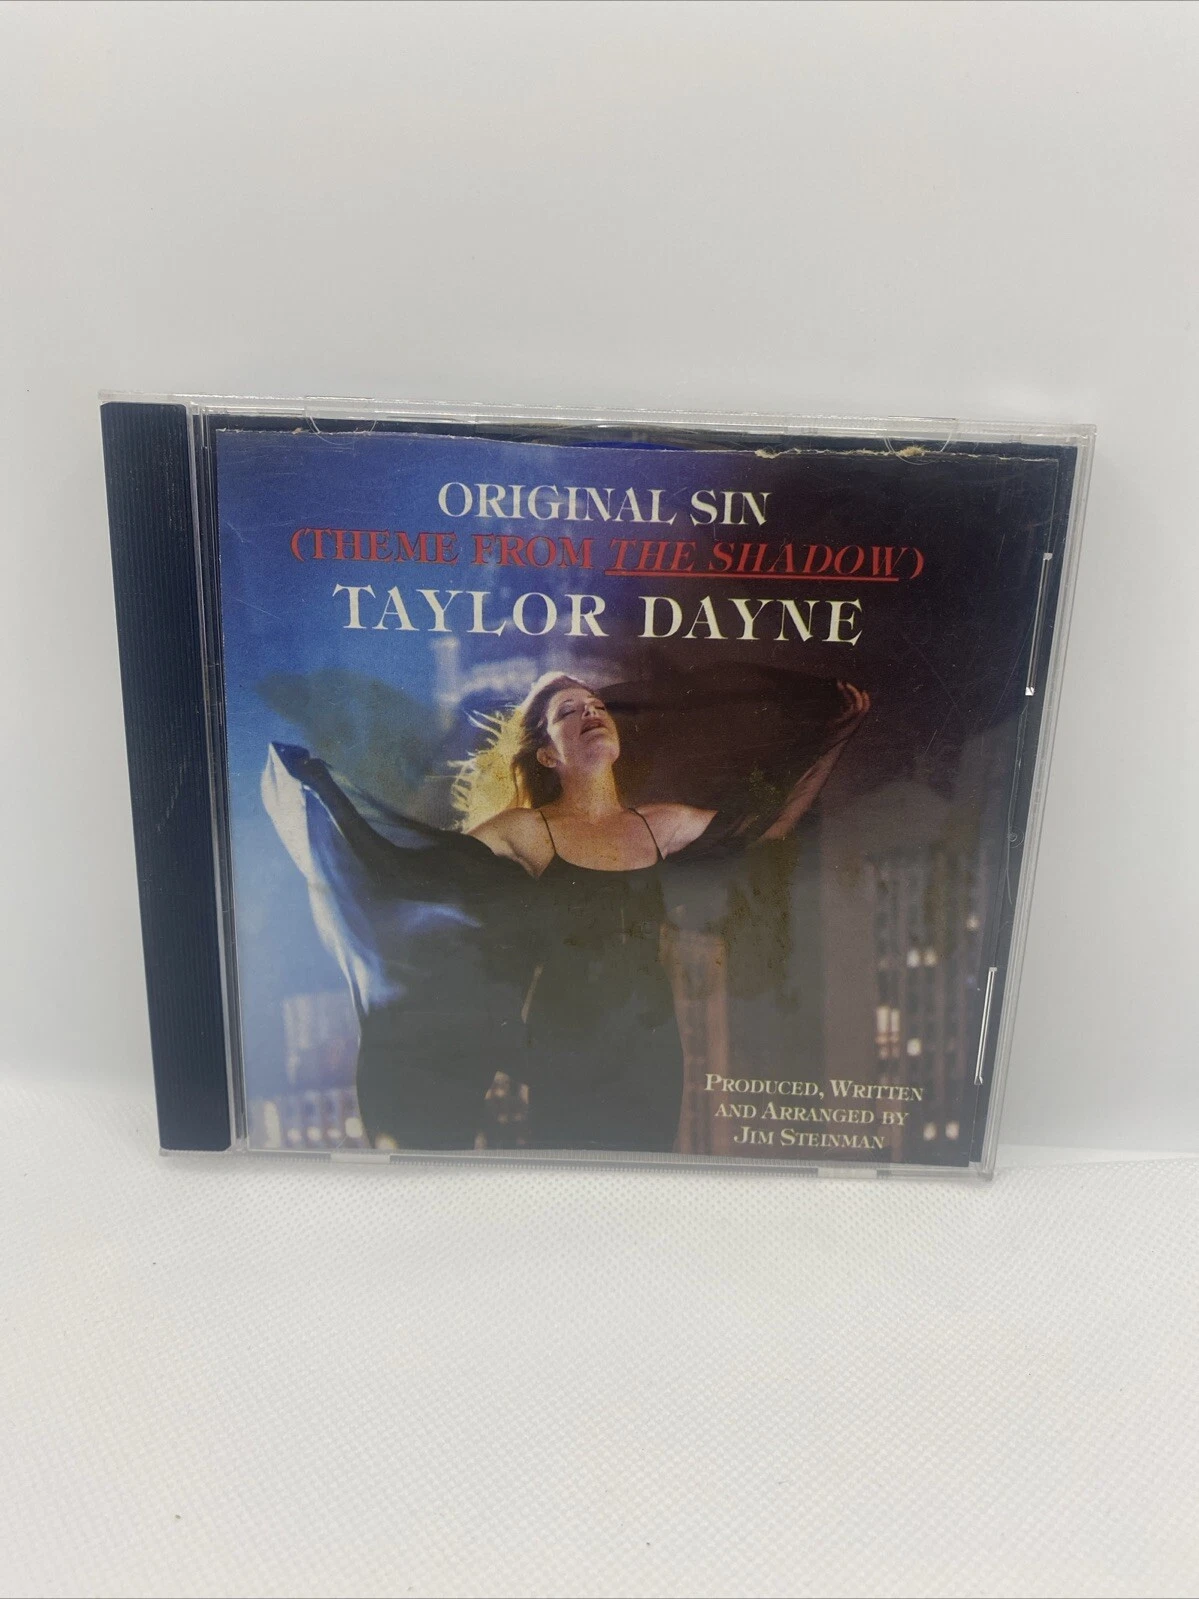 ORIGINAL SIN
(THEME FROM THE SHADOW)
TAYLOR DAYNE
PRODUCED, WRITTEN
AND ARRANGED BY
JIM STEINMAN